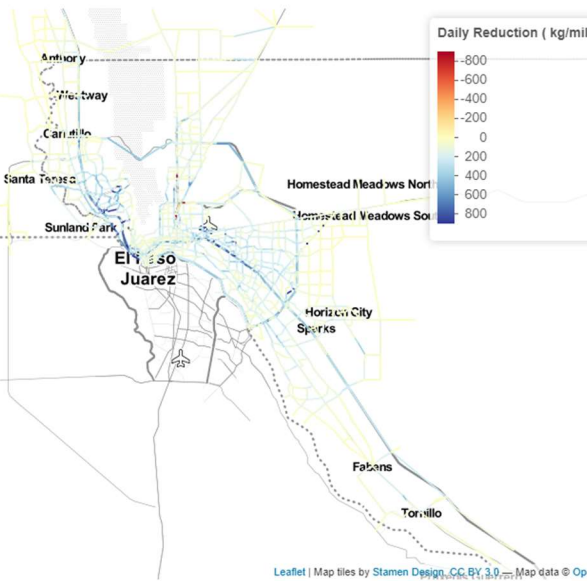 Daily Reduction ( kg/mil
-800
-600
-400
-200
0
200
400
600
800
Anthony
Westway
Canutillo
Santa Teresa
Homestead Meadows North
Homestead Meadows Sou
Sunland Park
El Paso
Juarez
Horizon City
Sparks
Fabens
Tornillo
Leaflet | Map tiles by Stamen Design, CC BY 3.0 — Map data © Op